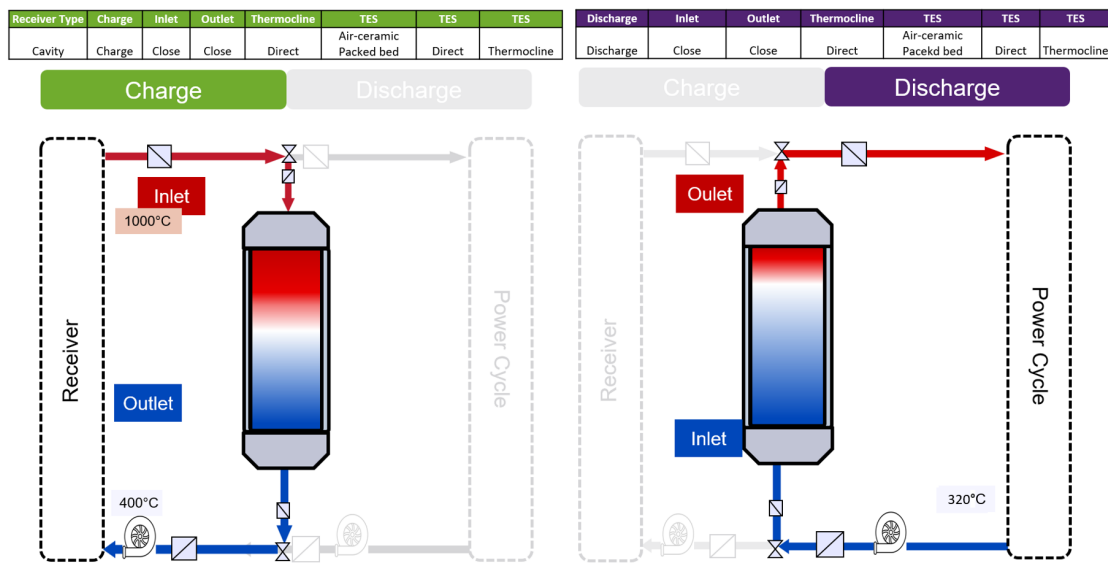 Receiver Type Charge Inlet Outlet Thermocline TES TES TES
Cavity Charge Close Close Direct Air-ceramic Packed bed Direct Thermocline
Charge Discharge
Inlet
1000°C
Receiver
Power Cycle
Outlet
400°C
Discharge Inlet Outlet Thermocline TES TES TES
Discharge Close Close Direct Air-ceramic Pacekd bed Direct Thermocline
Charge Discharge
Oulet
Receiver
Power Cycle
Inlet
320°C